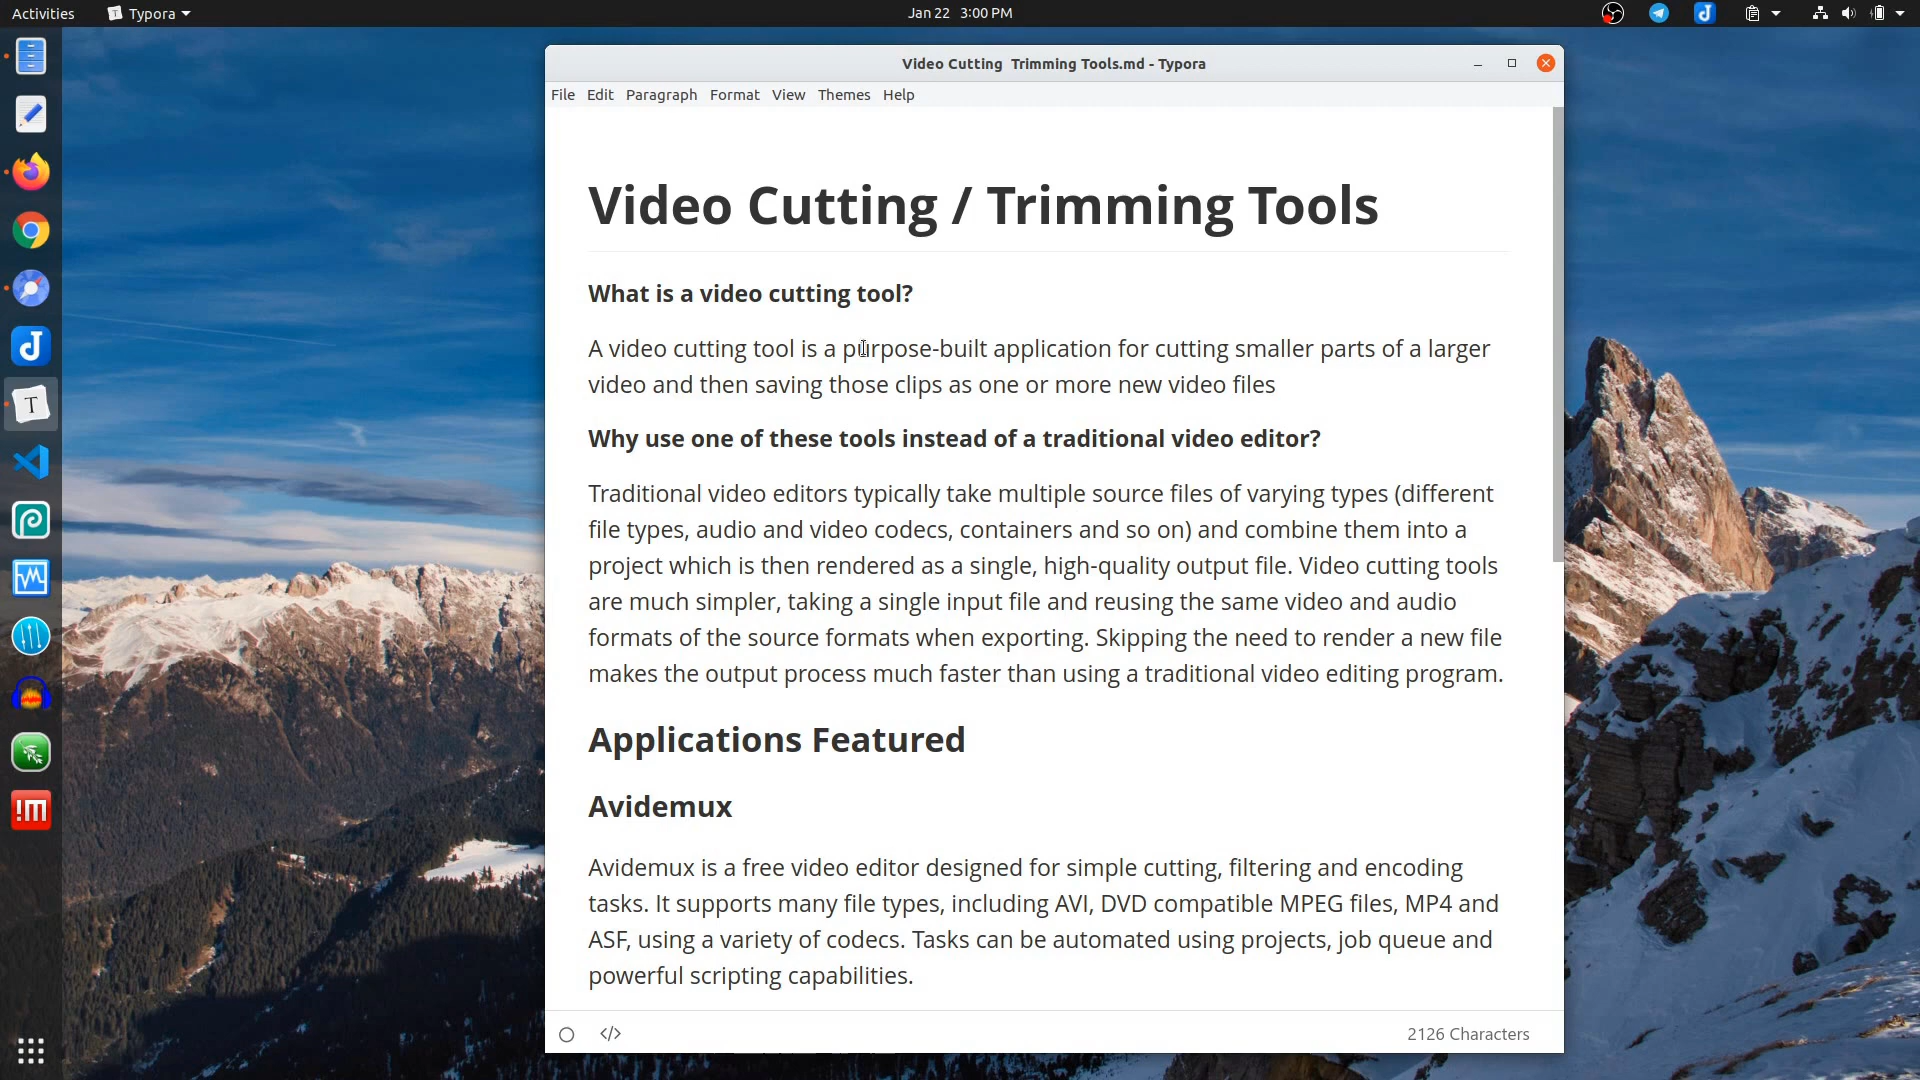 Activities Typora Jan 22 3:00 PM
Video Cutting Trimming Tools.md - Typora
File Edit Paragraph Format View Themes Help
Video Cutting / Trimming Tools
What is a video cutting tool?
A video cutting tool is a purpose-built application for cutting smaller parts of a larger
video and then saving those clips as one or more new video files
Why use one of these tools instead of a traditional video editor?
Traditional video editors typically take multiple source files of varying types (different
file types, audio and video codecs, containers and so on) and combine them into a
project which is then rendered as a single, high-quality output file. Video cutting tools
are much simpler, taking a single input file and reusing the same video and audio
formats of the source formats when exporting. Skipping the need to render a new file
makes the output process much faster than using a traditional video editing program.
Applications Featured
Avidemux
Avidemux is a free video editor designed for simple cutting, filtering and encoding
tasks. It supports many file types, including AVI, DVD compatible MPEG files, MP4 and
ASF, using a variety of codecs. Tasks can be automated using projects, job queue and
powerful scripting capabilities.
</> 2126 Characters